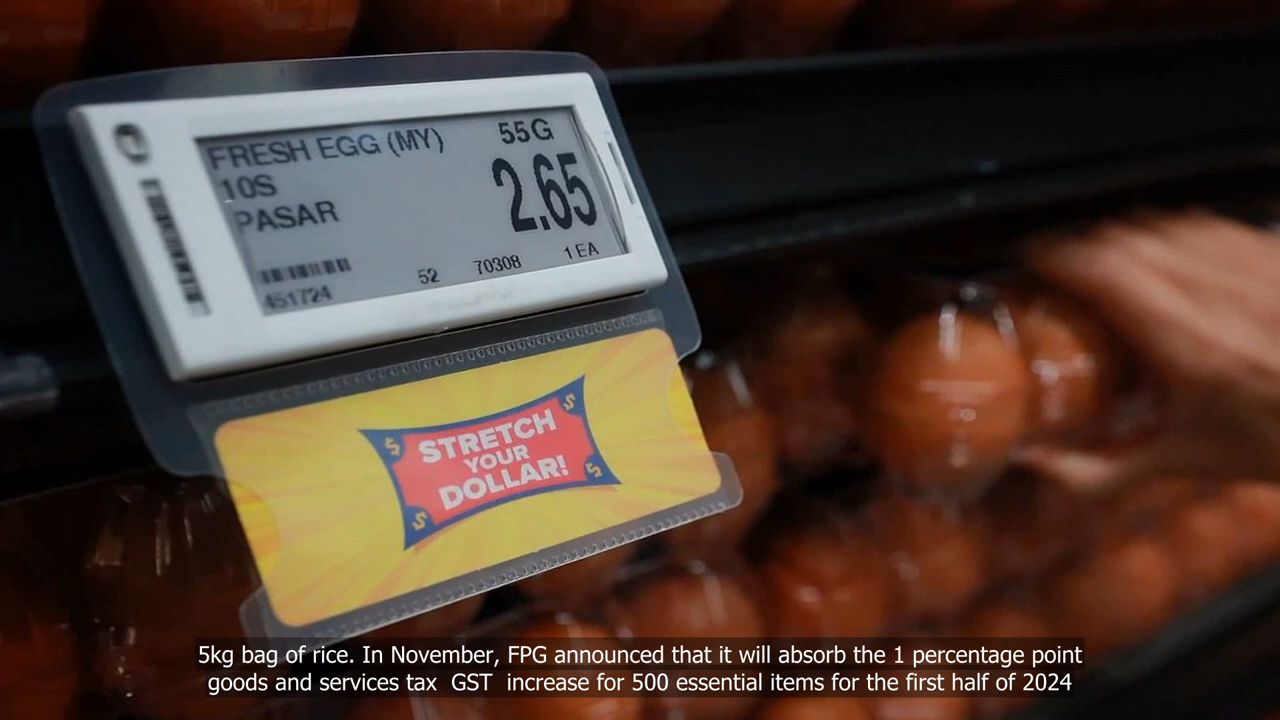 FRESH EGG (MY)
55G
10S
2.65
PASAR
451724
52
70308
1 EA
STRETCH
YOUR
DOLLAR!
5kg bag of rice. In November, FPG announced that it will absorb the 1 percentage point
goods and services tax  GST  increase for 500 essential items for the first half of 2024